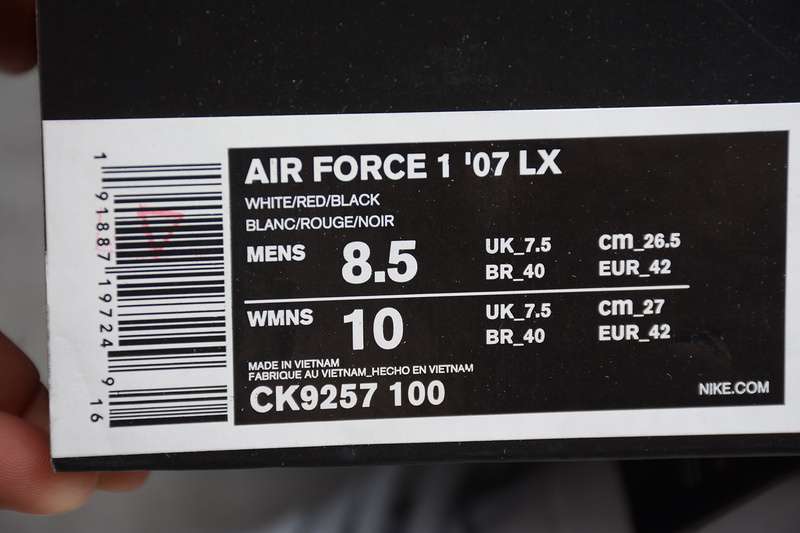 AIR FORCE 1 '07 LX
WHITE/RED/BLACK
BLANC/ROUGE/NOIR
MENS 8.5 UK_7.5 cm_26.5
BR_40 EUR_42
WMNS 10 UK_7.5 cm_27
BR_40 EUR_42
MADE IN VIETNAM
FABRIQUE AU VIETNAM_HECHO EN VIETNAM
CK9257 100
NIKE.COM
1 91887 19724 9 16